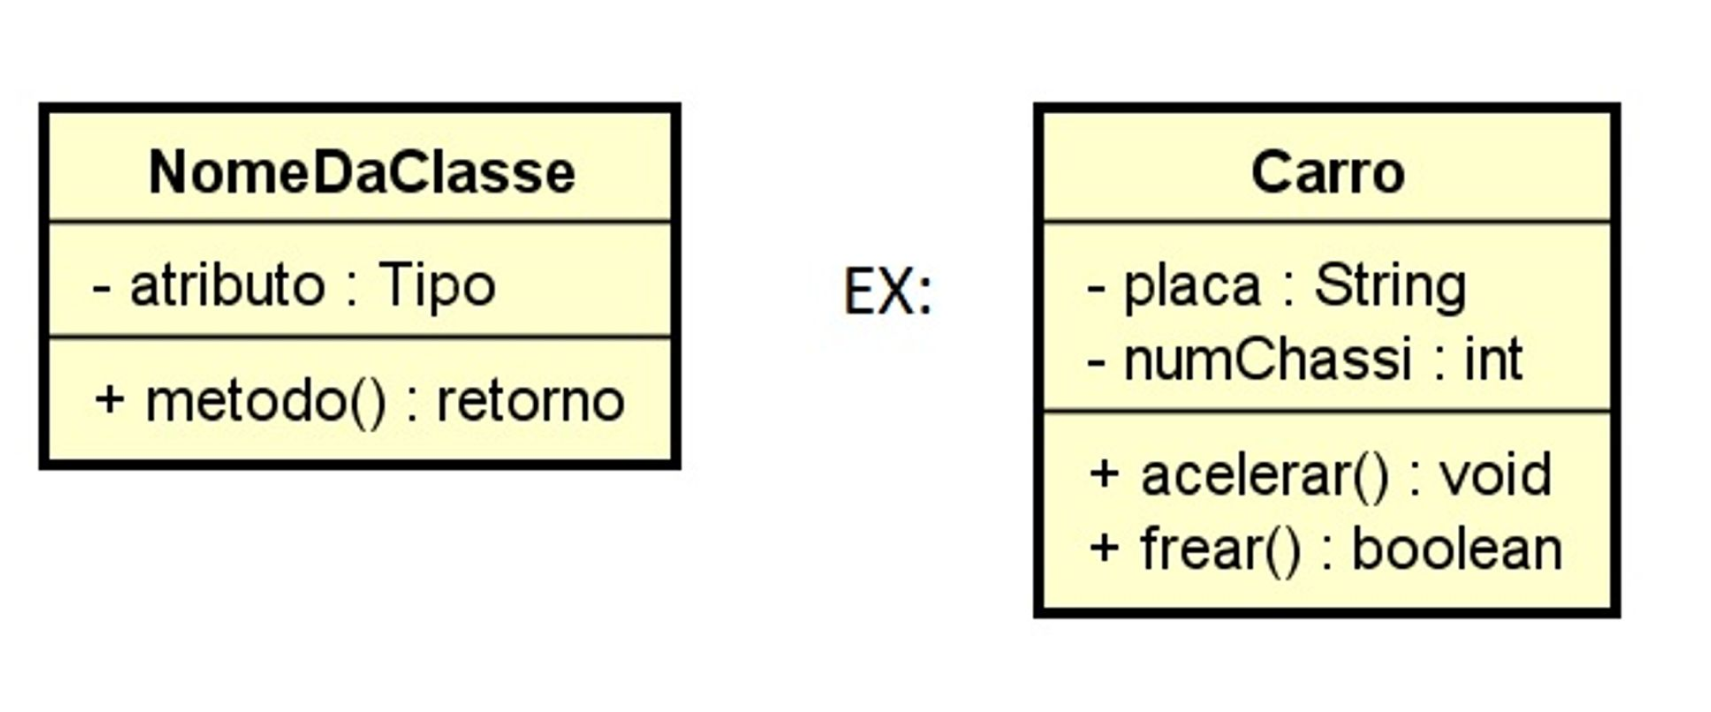 NomeDaClasse
- atributo : Tipo
+ metodo() : retorno
EX:
Carro
- placa : String
- numChassi : int
+ acelerar() : void
+ frear() : boolean